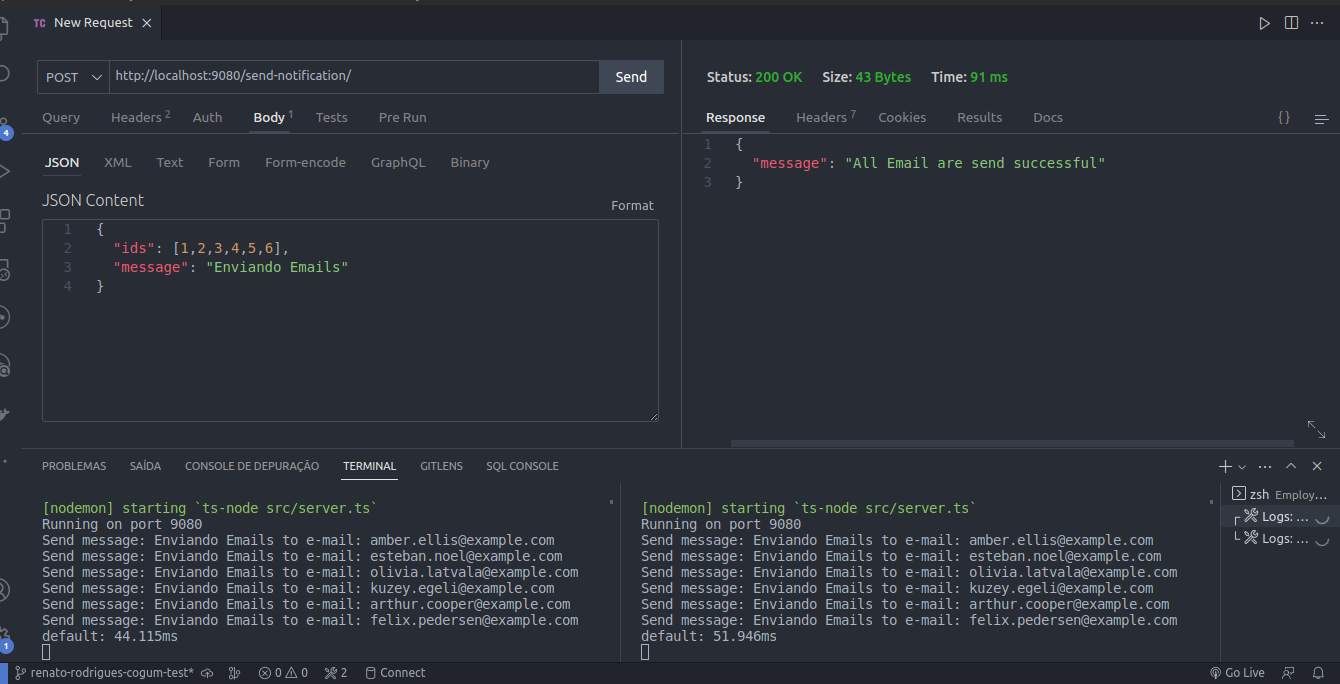 TC New Request
POST http://localhost:9080/send-notification/ Send
Query Headers 2 Auth Body 1 Tests Pre Run
JSON XML Text Form Form-encode GraphQL Binary
JSON Content
Format
1 {
2 "ids": [1,2,3,4,5,6],
3 "message": "Enviando Emails"
4 }
Status: 200 OK Size: 43 Bytes Time: 91 ms
Response Headers 7 Cookies Results Docs {}
1 {
2 "message": "All Email are send successful"
3 }
4
1
PROBLEMAS SAÍDA CONSOLE DE DEPURAÇÃO TERMINAL GITLENS SQL CONSOLE
[nodemon] starting `ts-node src/server.ts`
Running on port 9080
Send message: Enviando Emails to e-mail: amber.ellis@example.com
Send message: Enviando Emails to e-mail: esteban.noel@example.com
Send message: Enviando Emails to e-mail: olivia.latvala@example.com
Send message: Enviando Emails to e-mail: kuzey.egeli@example.com
Send message: Enviando Emails to e-mail: arthur.cooper@example.com
Send message: Enviando Emails to e-mail: felix.pedersen@example.com
default: 44.115ms
[nodemon] starting `ts-node src/server.ts`
Running on port 9080
Send message: Enviando Emails to e-mail: amber.ellis@example.com
Send message: Enviando Emails to e-mail: esteban.noel@example.com
Send message: Enviando Emails to e-mail: olivia.latvala@example.com
Send message: Enviando Emails to e-mail: kuzey.egeli@example.com
Send message: Enviando Emails to e-mail: arthur.cooper@example.com
Send message: Enviando Emails to e-mail: felix.pedersen@example.com
default: 51.946ms
zsh Employ...
Logs: ...
Logs: ...
renato-rodrigues-cogum-test* 0 0 2 Connect Go Live